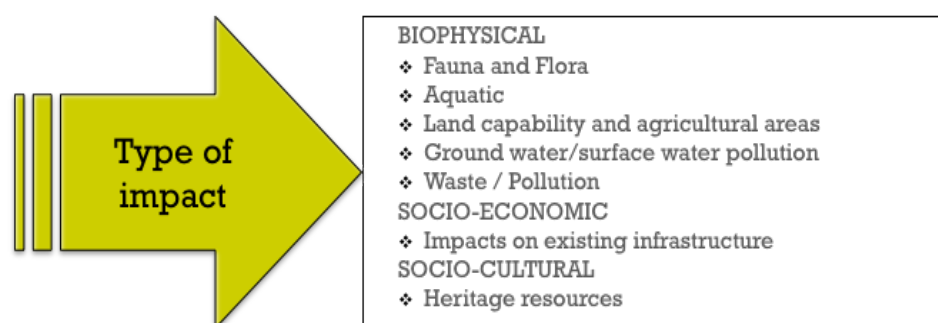 Type of
impact
BIOPHYSICAL
❖ Fauna and Flora
❖ Aquatic
❖ Land capability and agricultural areas
❖ Ground water/surface water pollution
❖ Waste / Pollution
SOCIO-ECONOMIC
❖ Impacts on existing infrastructure
SOCIO-CULTURAL
❖ Heritage resources